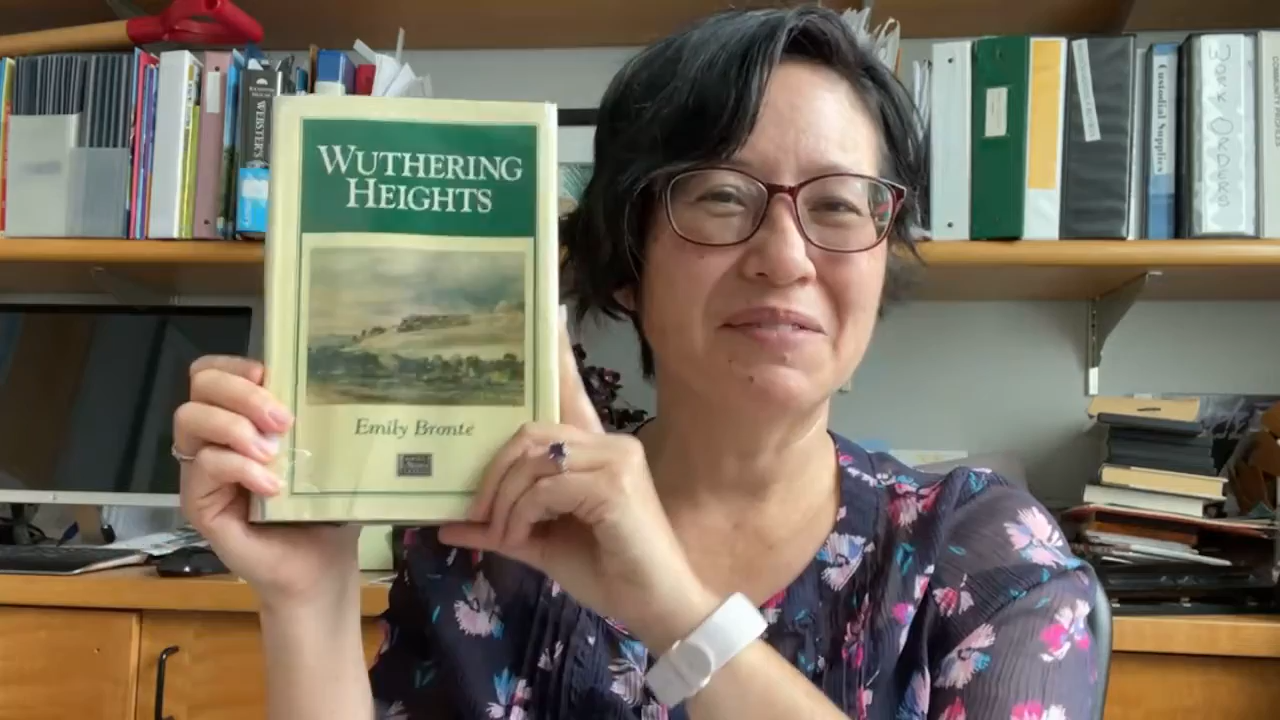 WUTHERING
HEIGHTS
Emily Bronte
WEBSTER'S
Custodial Supplies
Work Orders